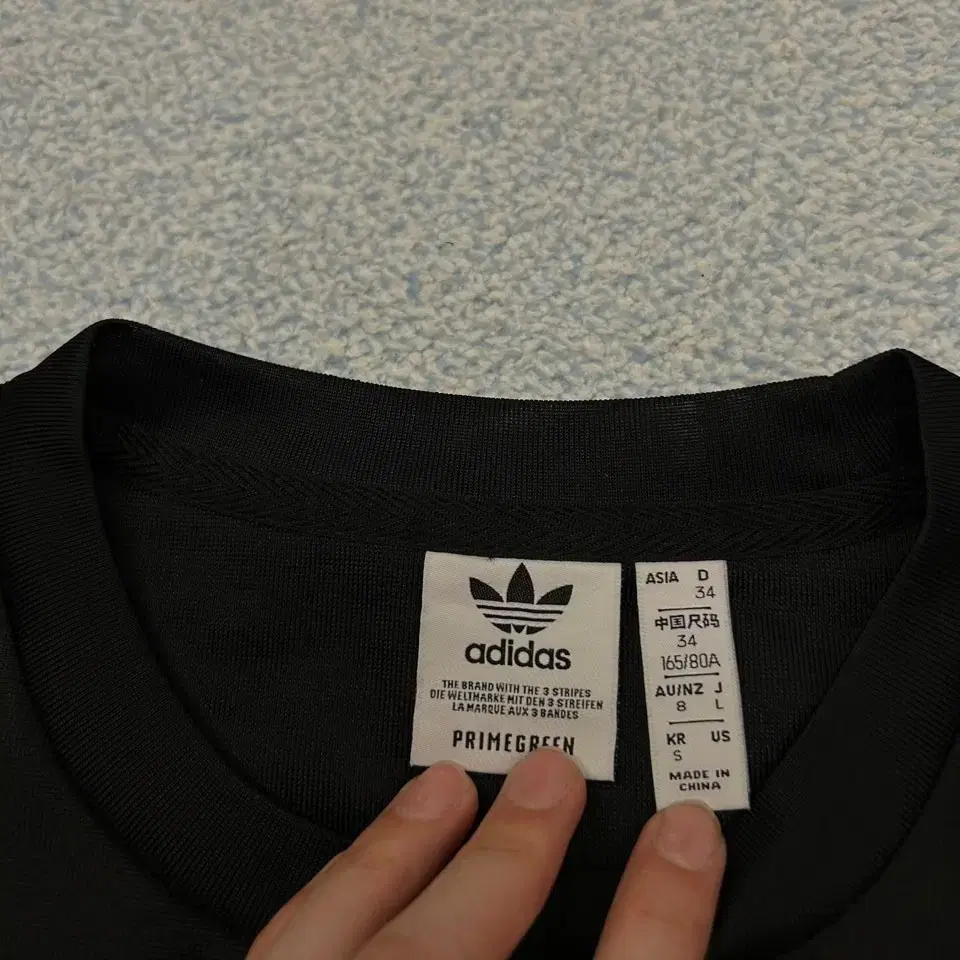 adidas
THE BRAND WITH THE 3 STRIPES
DIE WELTMARKE MIT DEN 3 STREIFEN
LA MARQUE AUX 3 BANDES
PRIMEGREEN
ASIA D
34
中国尺码
34
165/80A
AU/NZ J
8 L
KR US
S
MADE IN
CHINA